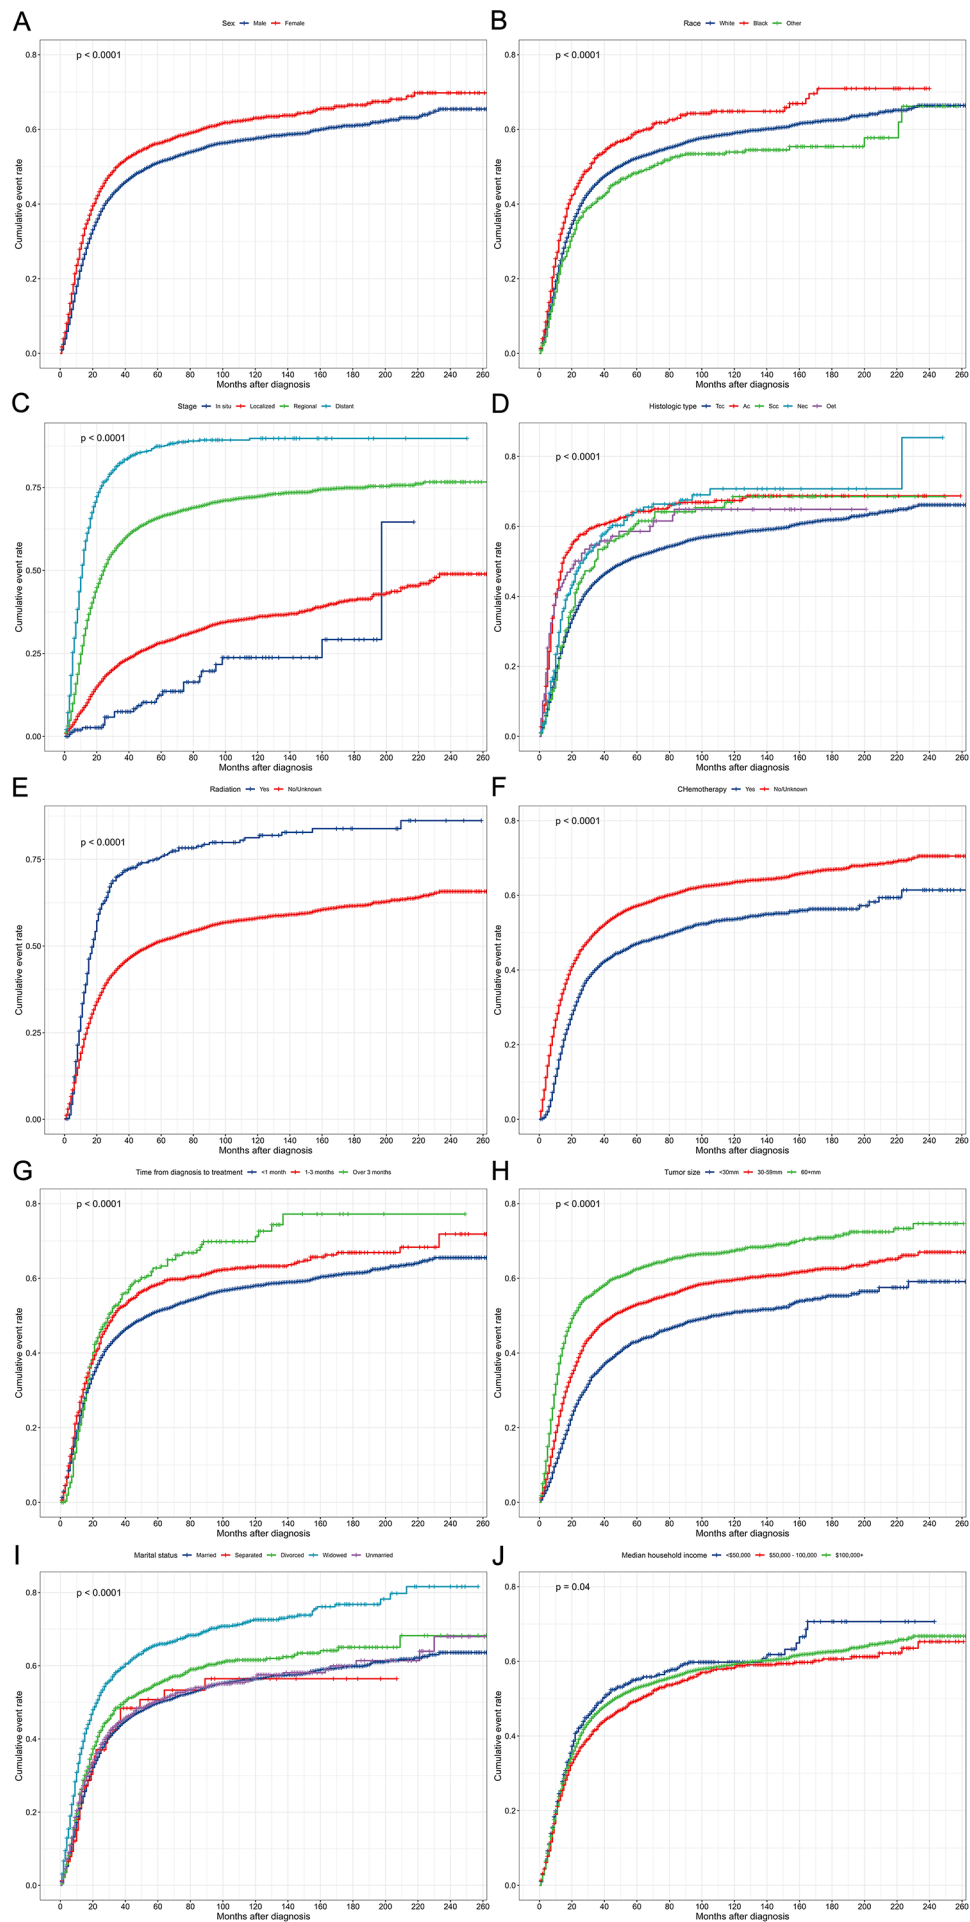 A
Sex Male Female
p < 0.0001
Cumulative event rate
0.8
0.6
0.4
0.2
0.0
0 20 40 60 80 100 120 140 160 180 200 220 240 260
Months after diagnosis
B
Race White Black Other
p < 0.0001
Cumulative event rate
0.8
0.6
0.4
0.2
0.0
0 20 40 60 80 100 120 140 160 180 200 220 240 260
Months after diagnosis
C
Stage In situ Localized Regional Distant
p < 0.0001
Cumulative event rate
0.75
0.50
0.25
0.00
0 20 40 60 80 100 120 140 160 180 200 220 240 260
Months after diagnosis
D
Histologic type Tcc Ac Scc Nec Oet
p < 0.0001
Cumulative event rate
0.8
0.6
0.4
0.2
0.0
0 20 40 60 80 100 120 140 160 180 200 220 240 260
Months after diagnosis
E
Radiation Yes No/Unknown
p < 0.0001
Cumulative event rate
0.75
0.50
0.25
0.00
0 20 40 60 80 100 120 140 160 180 200 220 240 260
Months after diagnosis
F
CHemotherapy Yes No/Unknown
p < 0.0001
Cumulative event rate
0.8
0.6
0.4
0.2
0.0
0 20 40 60 80 100 120 140 160 180 200 220 240 260
Months after diagnosis
G
Time from diagnosis to treatment <1 month 1-3 months Over 3 months
p < 0.0001
Cumulative event rate
0.8
0.6
0.4
0.2
0.0
0 20 40 60 80 100 120 140 160 180 200 220 240 260
Months after diagnosis
H
Tumor size <30mm 30-59mm 60+mm
p < 0.0001
Cumulative event rate
0.8
0.6
0.4
0.2
0.0
0 20 40 60 80 100 120 140 160 180 200 220 240 260
Months after diagnosis
I
Marital status Married Separated Divorced Widowed Unmarried
p < 0.0001
Cumulative event rate
0.8
0.6
0.4
0.2
0.0
0 20 40 60 80 100 120 140 160 180 200 220 240 260
Months after diagnosis
J
Median household income <$50,000 $50,000 - 100,000 $100,000+
p = 0.04
Cumulative event rate
0.8
0.6
0.4
0.2
0.0
0 20 40 60 80 100 120 140 160 180 200 220 240 260
Months after diagnosis